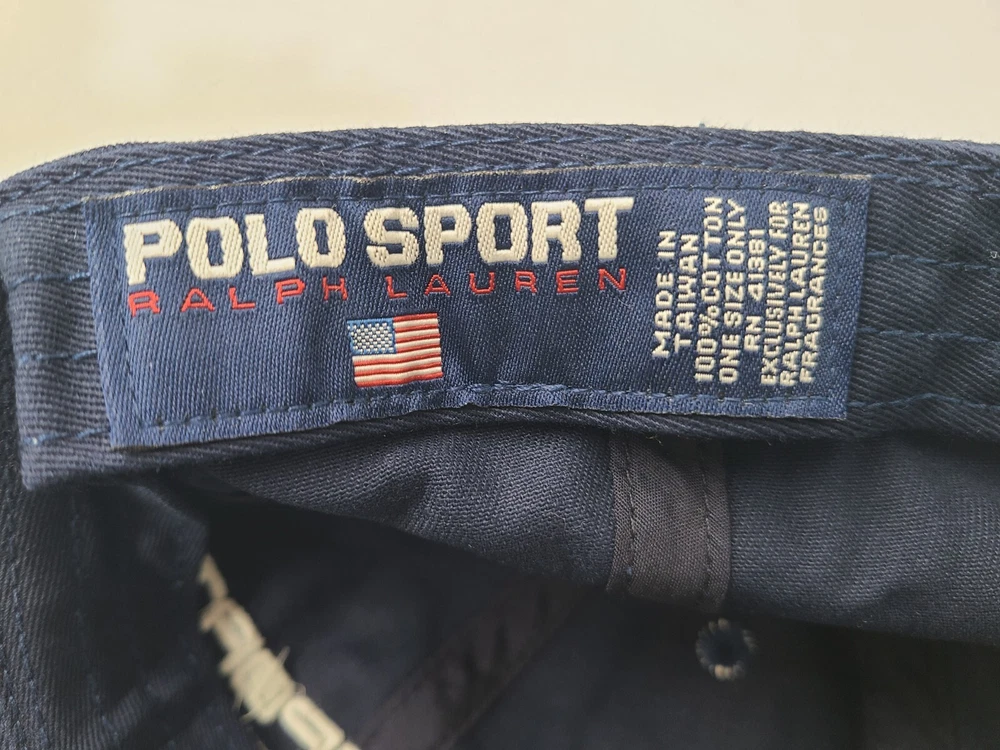 POLO SPORT
RALPH LAUREN
MADE IN
TAIWAN
100% COTTON
ONE SIZE ONLY
RN 41381
EXCLUSIVELY FOR
RALPH LAUREN
FRAGRANCES